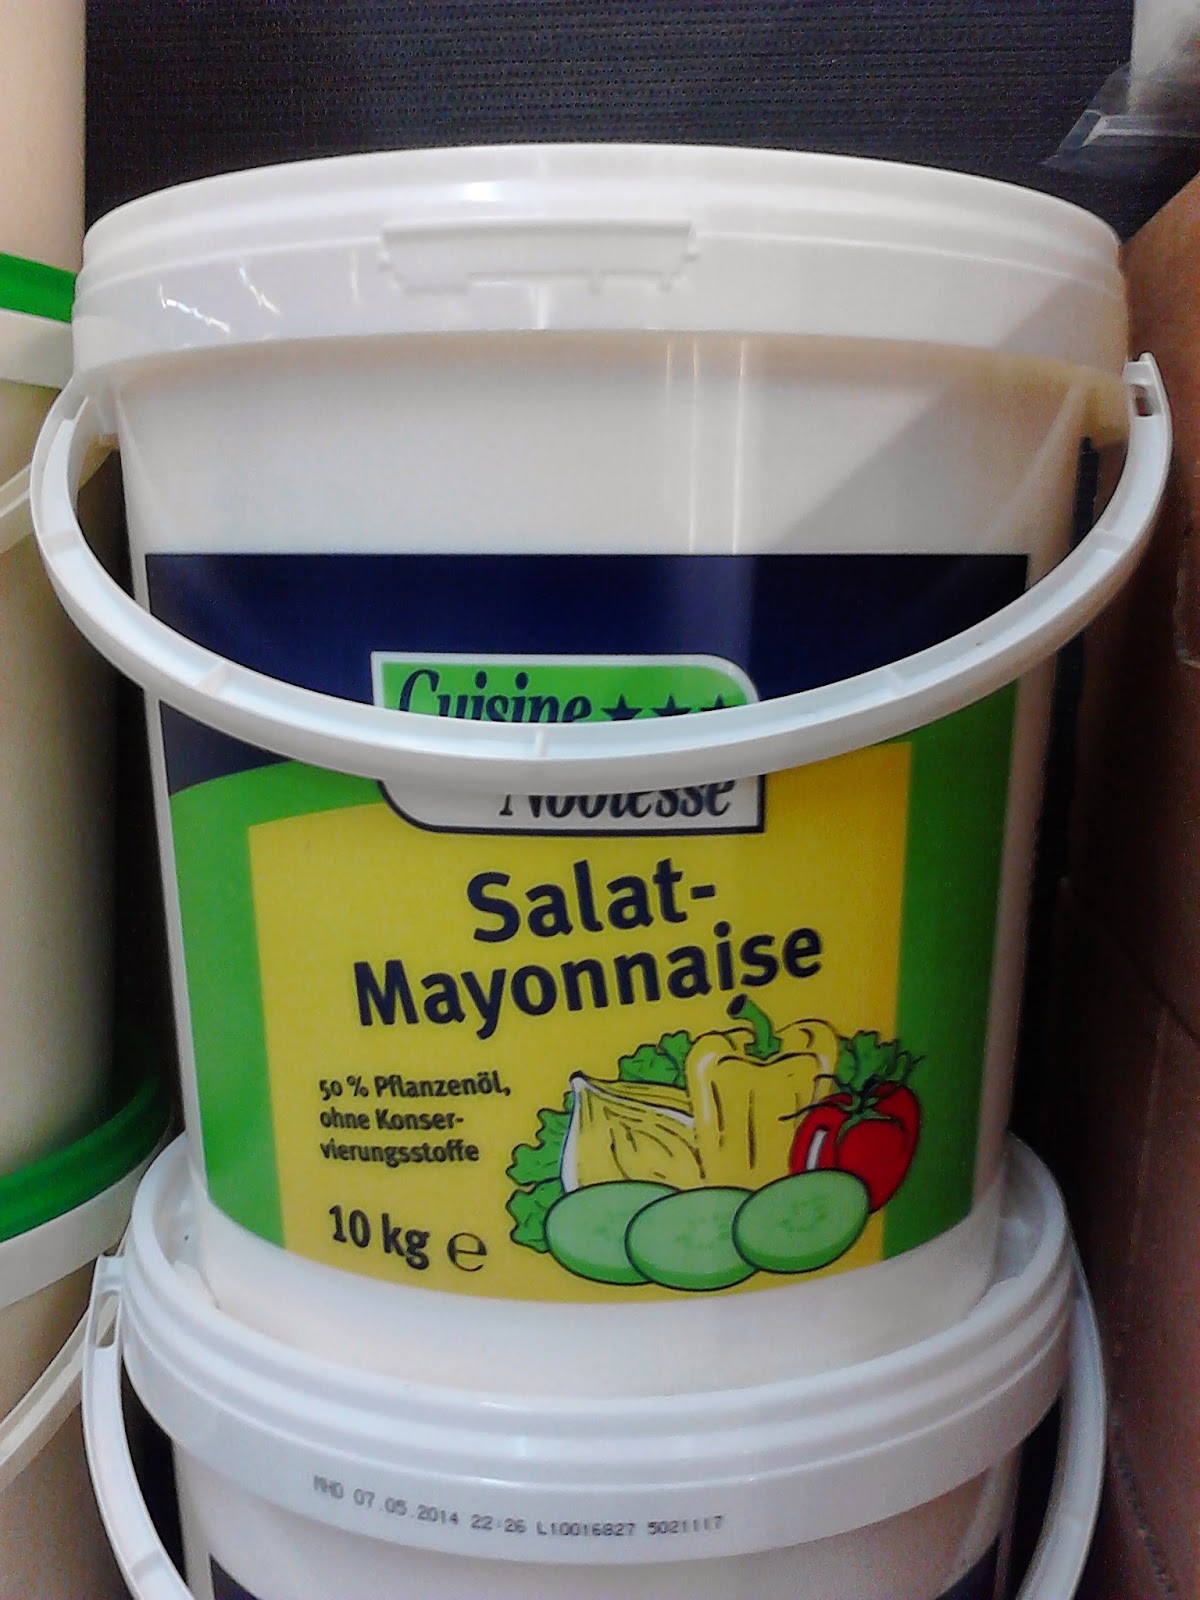 Cuisine ★★★
Noblesse
Salat-
Mayonnaise
50 % Pflanzenöl,
ohne Konser-
vierungsstoffe
10 kg ℮
MHD 07.05.2014 22:26 L10016827 5021117